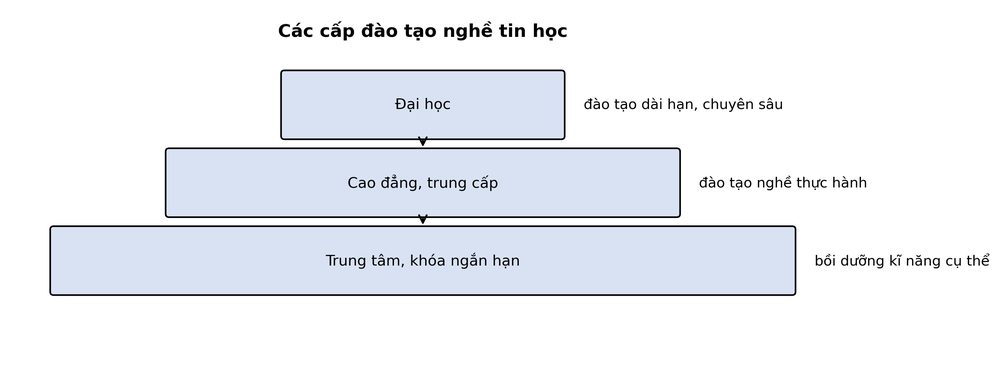 Các cấp đào tạo nghề tin học
Đại học
đào tạo dài hạn, chuyên sâu
Cao đẳng, trung cấp
đào tạo nghề thực hành
Trung tâm, khóa ngắn hạn
bồi dưỡng kĩ năng cụ thể